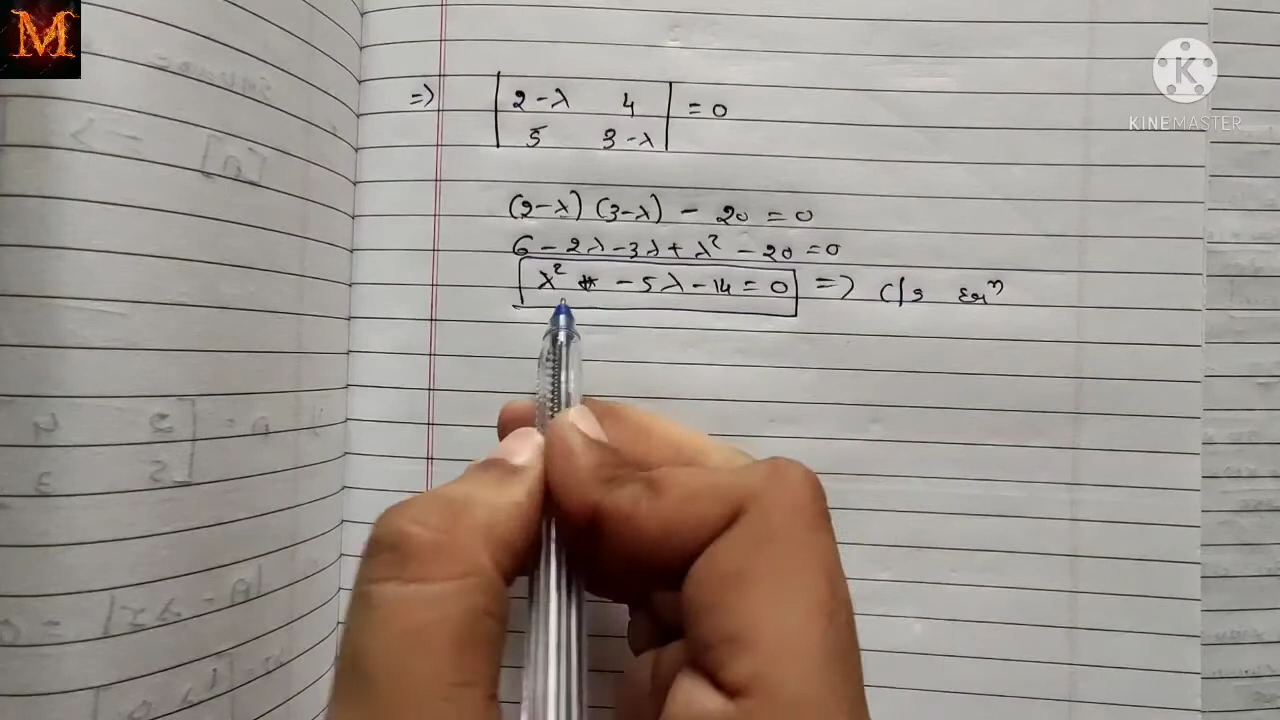 M
K
KINEMASTER
=> | 2-λ 4 | = 0
| 5 3-λ |
(2-λ) (3-λ) - 20 = 0
6 - 2λ - 3λ + λ² - 20 = 0
λ² - 5λ - 14 = 0 => C/s Eqⁿ